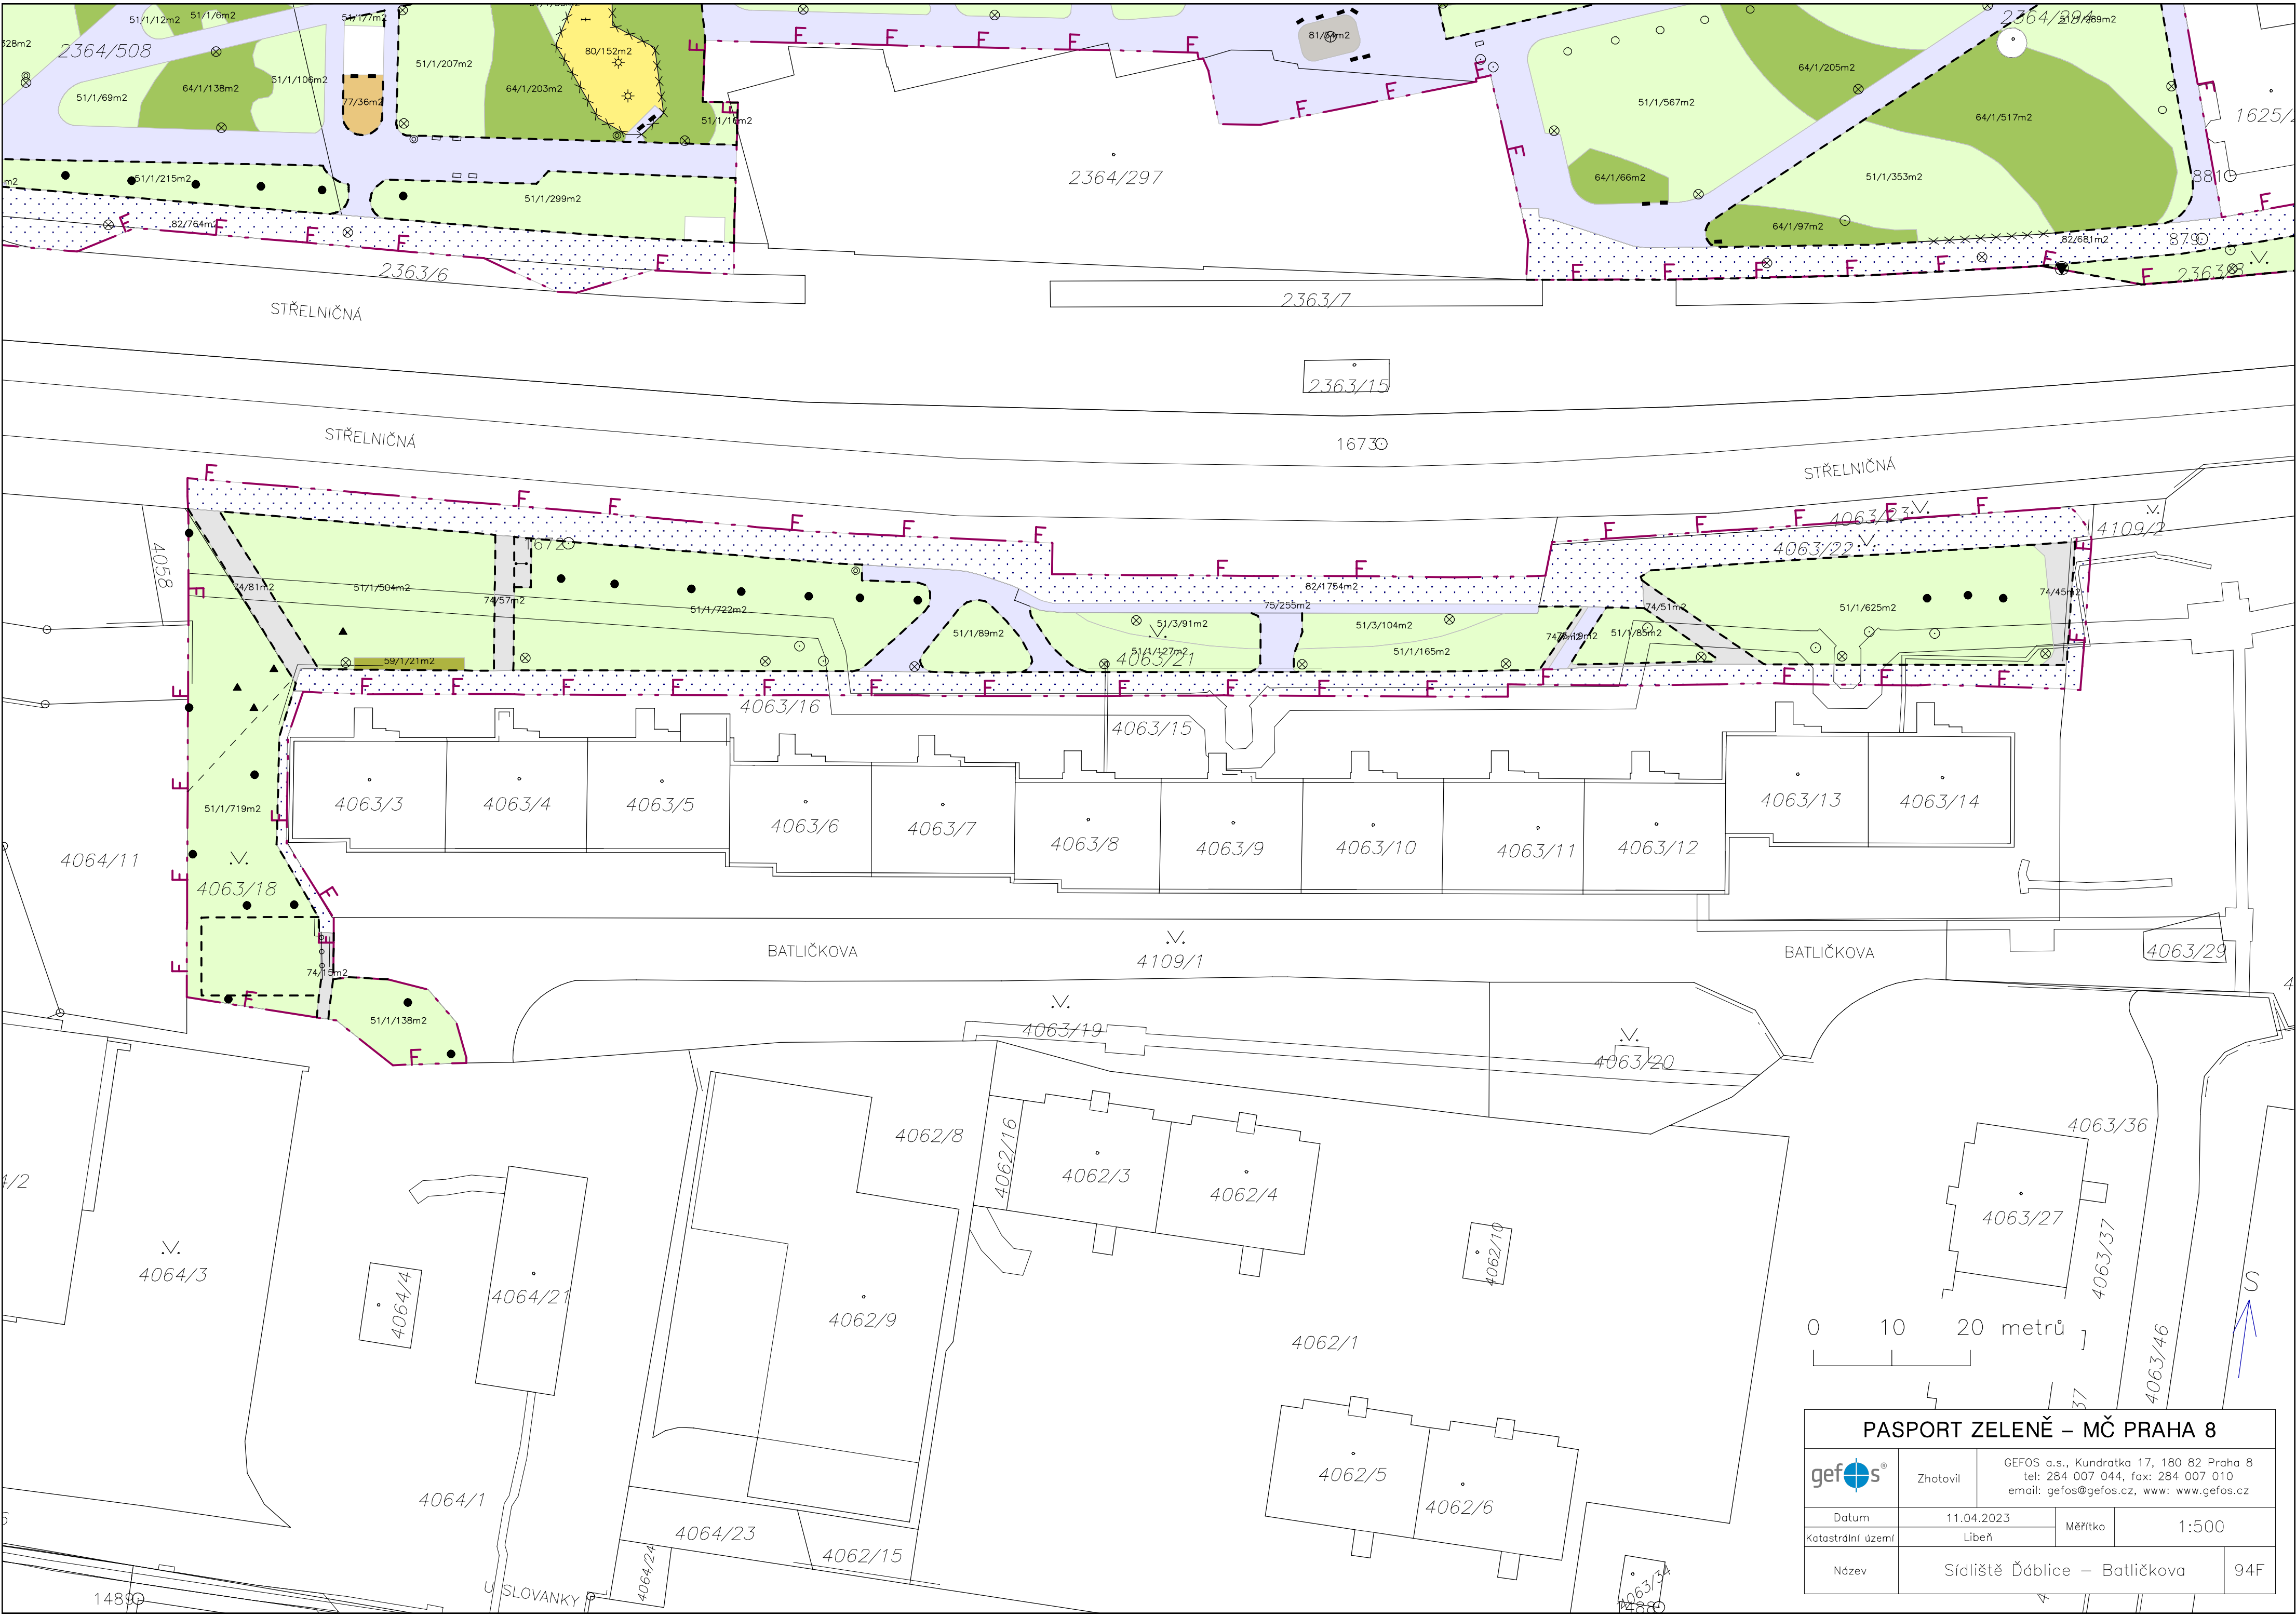 51/1/12m2
51/1/6m2
51/177m2
328m2
2364/508
80/152m2
81/34m2
2364/294
51/1/289m2
51/1/207m2
51/1/106m2
64/1/138m2
51/1/69m2
77/36m2
64/1/203m2
51/1/16m2
64/1/205m2
51/1/567m2
64/1/517m2
2364/297
51/1/215m2
51/1/299m2
64/1/66m2
51/1/353m2
881
82/764m2
64/1/97m2
82/681m2
879
2363/6
2363/7
STŘELNIČNÁ
2363/15
STŘELNIČNÁ
1673
STŘELNIČNÁ
4063/23
4063/22
4109/2
4058
74/81m2
51/1/504m2
74/57m2
51/1/722m2
82/1754m2
75/255m2
51/1/89m2
51/3/91m2
51/1/127m2
4063/21
51/3/104m2
51/1/165m2
51/1/85m2
74/51m2
51/1/625m2
74/45m2
59/1/21m2
4063/16
4063/15
4063/3
4063/4
4063/5
4063/6
4063/7
4063/8
4063/9
4063/10
4063/11
4063/12
4063/13
4063/14
51/1/719m2
4064/11
4063/18
74/15m2
51/1/138m2
BATLIČKOVA
4109/1
BATLIČKOVA
4063/29
4063/19
4063/20
4062/8
4062/16
4062/3
4062/4
4063/36
4063/27
4063/37
4064/3
4064/4
4064/21
4062/9
4062/10
4062/1
4063/46
S
0 10 20 metrů
4062/5
4062/6
4064/1
4064/23
4062/15
4064/24
U SLOVANKY
1489
4063/34
PASPORT ZELENĚ – MČ PRAHA 8
gefos®
Zhotovil
GEFOS a.s., Kundratka 17, 180 82 Praha 8
tel: 284 007 044, fax: 284 007 010
email: gefos@gefos.cz, www: www.gefos.cz
Datum 11.04.2023
Měřítko 1:500
Katastrální území Libeň
Název Sídliště Ďáblice – Batličkova 94F